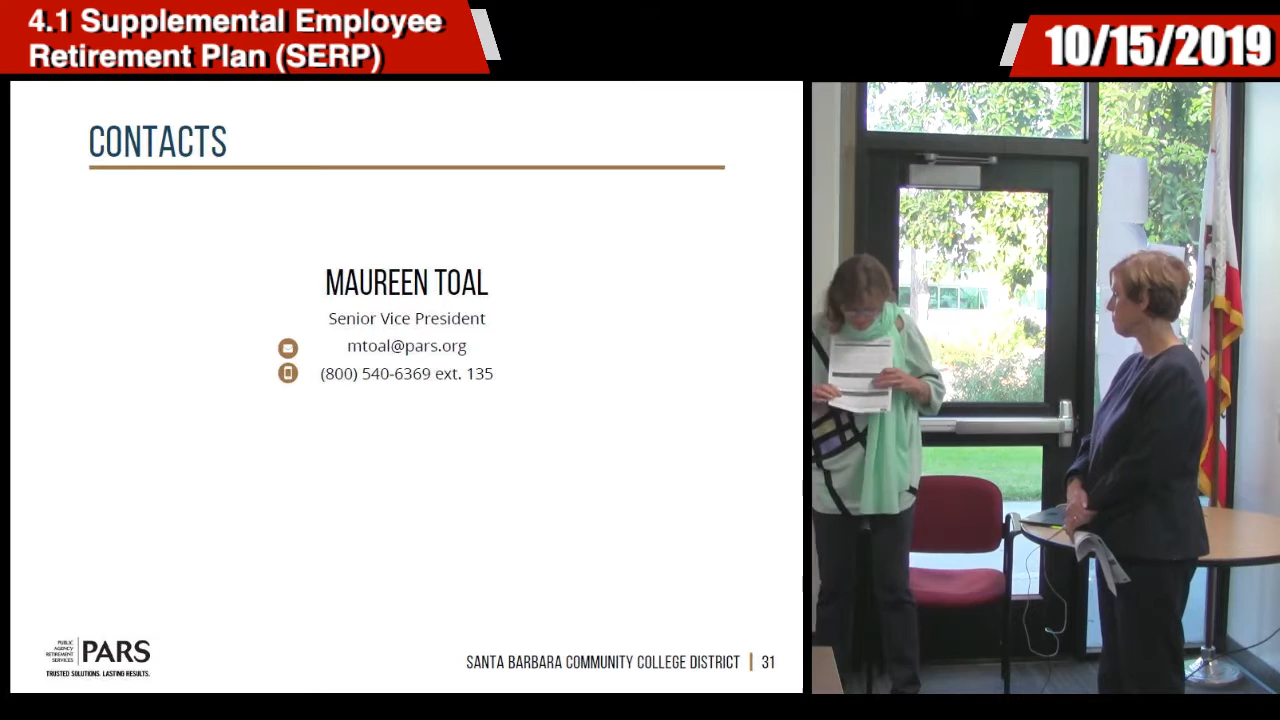 4.1 Supplemental Employee
Retirement Plan (SERP)
10/15/2019
CONTACTS
MAUREEN TOAL
Senior Vice President
mtoal@pars.org
(800) 540-6369 ext. 135
PUBLIC
AGENCY
RETIREMENT
SERVICES
PARS
TRUSTED SOLUTIONS. LASTING RESULTS.
SANTA BARBARA COMMUNITY COLLEGE DISTRICT | 31